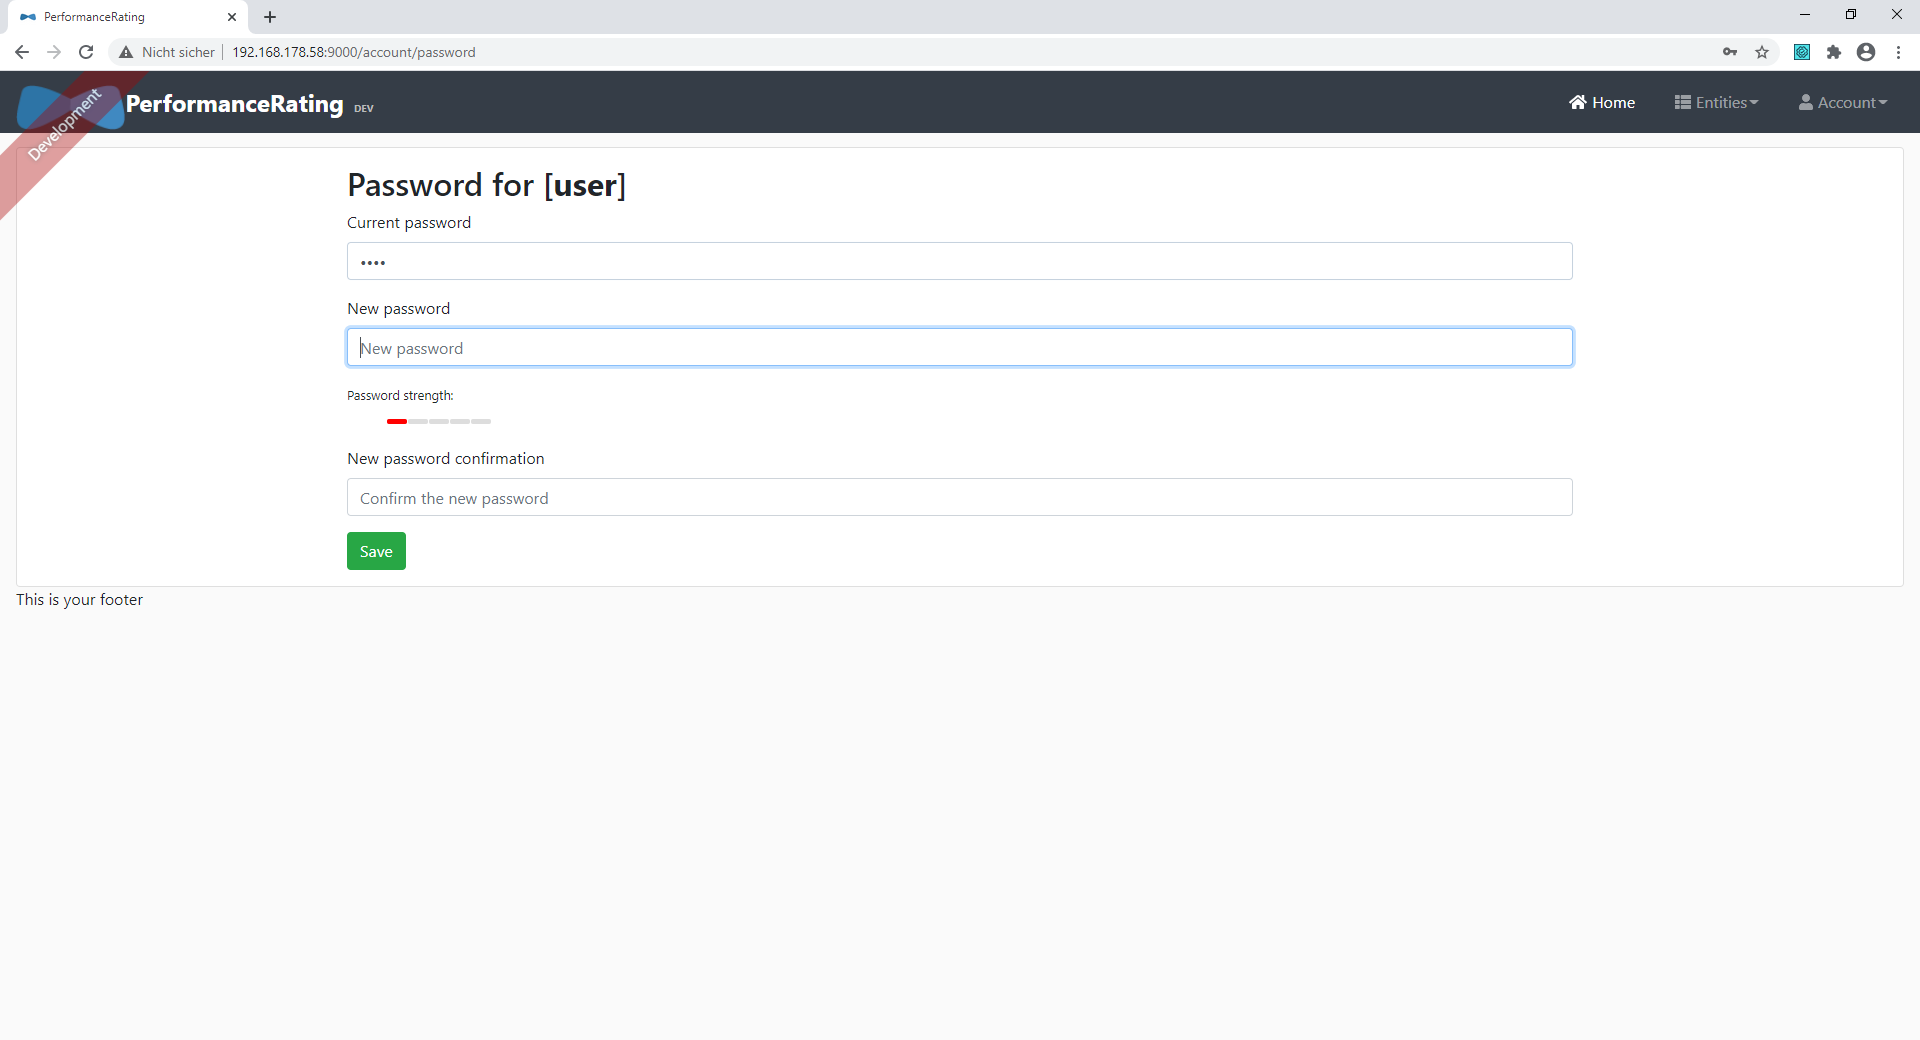 PerformanceRating
Nicht sicher 192.168.178.58:9000/account/password
Development
PerformanceRating DEV
Home Entities Account
Password for [user]
Current password
••••
New password
New password
Password strength:
New password confirmation
Confirm the new password
Save
This is your footer